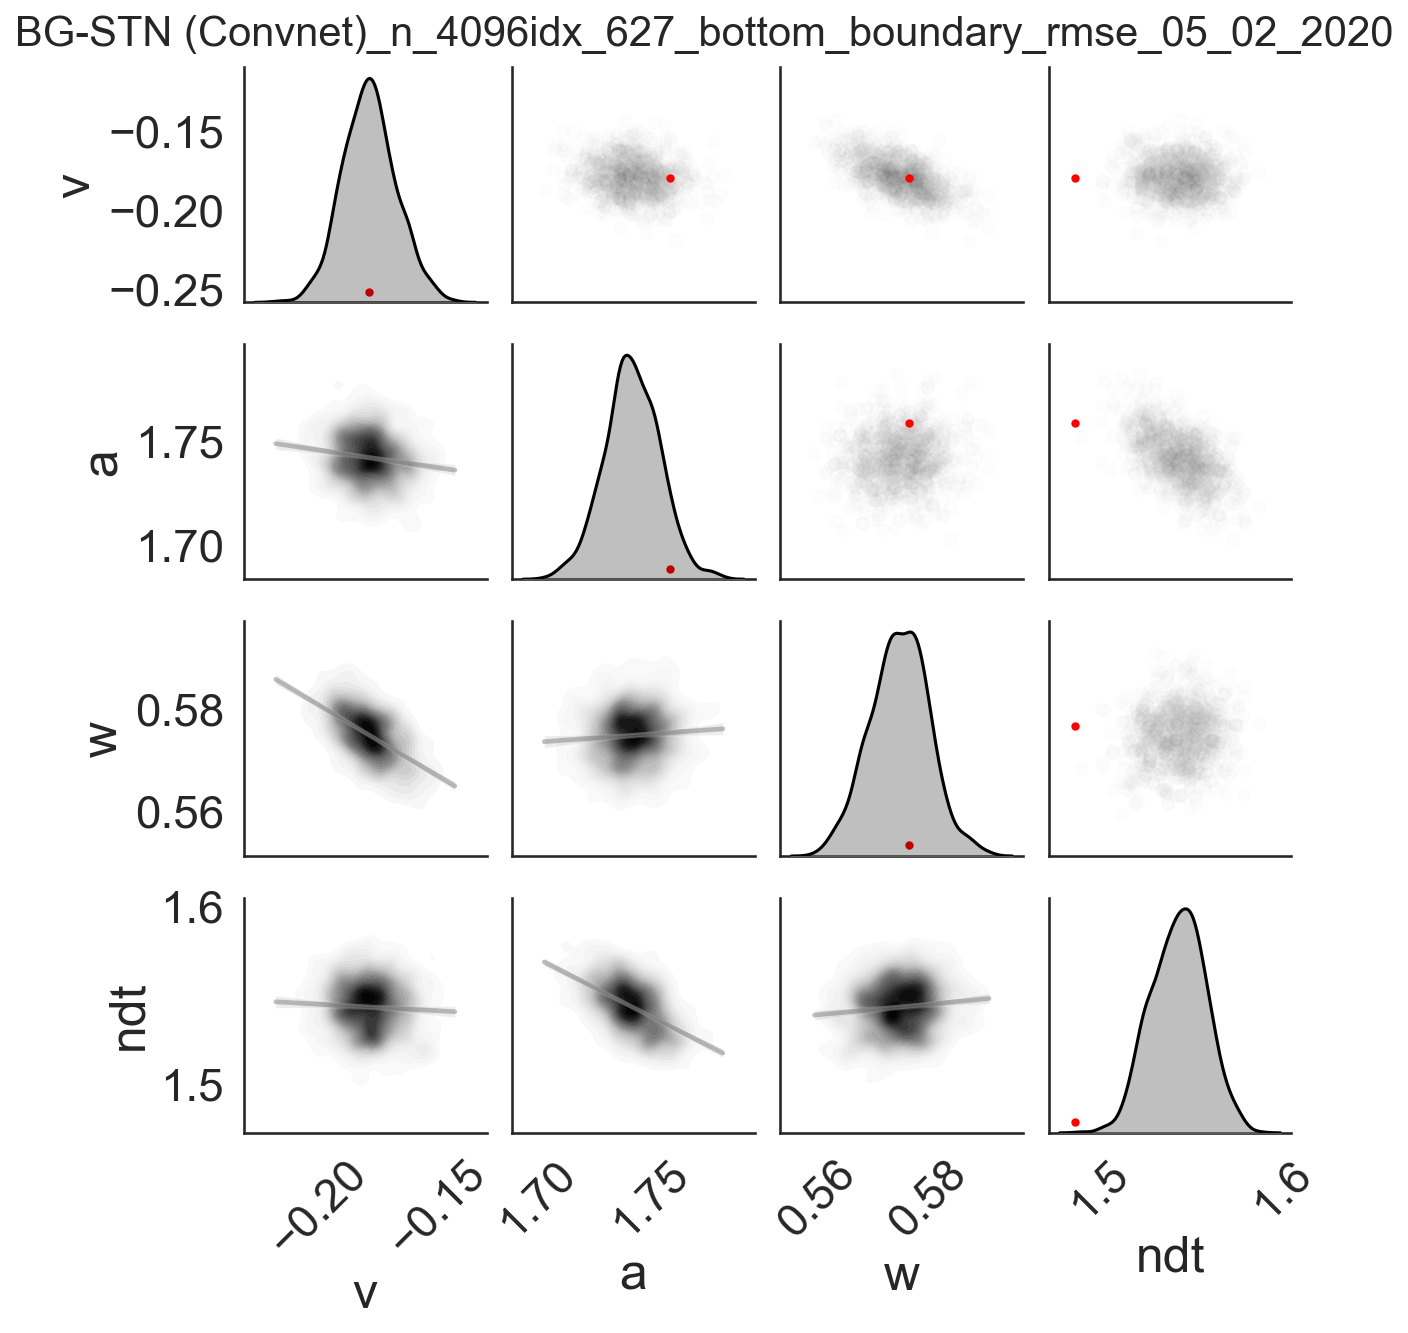 BG-STN (Convnet)_n_4096idx_627_bottom_boundary_rmse_05_02_2020
−0.15
v
−0.20
−0.25
1.75
a
1.70
0.58
w
0.56
1.6
ndt
1.5
−0.20 −0.15 1.70 1.75 0.56 0.58 1.5 1.6
v a w ndt